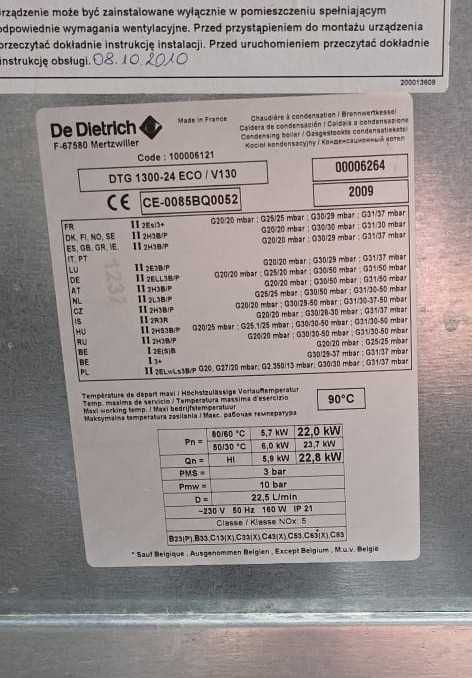 rządzenie może być zainstalowane wyłącznie w pomieszczeniu spełniającym
odpowiednie wymagania wentylacyjne. Przed przystąpieniem do montażu urządzenia
przeczytać dokładnie instrukcję instalacji. Przed uruchomieniem przeczytać dokładnie
instrukcję obsługi. 08.10.2010
200013609
De Dietrich
F-67580 Mertzwiller
Made in France
Chaudière à condensation / Brennwertkessel
Caldera de condensación / Caldaia a condensazione
Condensing boiler / Gasgestookte condensatieketel
Kocioł kondensacyjny / Конденсационный котел
Code : 100006121
DTG 1300-24 ECO / V130
00006264
CE-0085BQ0052
2009
FR II 2Esi3+ G20/20 mbar ; G25/25 mbar ; G30/29 mbar ; G31/37 mbar
DK, FI, NO, SE II 2H3B/P G20/20 mbar ; G30/30 mbar ; G31/30 mbar
ES, GB, GR, IE, II 2H3B/P G20/20 mbar ; G30/29 mbar ; G31/37 mbar
IT, PT
LU II 2E3B/P G20/20 mbar ; G30/29 mbar ; G31/37 mbar
DE II 2ELL3B/P G20/20 mbar ; G25/20 mbar ; G30/50 mbar ; G31/50 mbar
AT II 2H3B/P G20/20 mbar ; G30/50 mbar ; G31/50 mbar
NL II 2L3B/P G25/25 mbar ; G30/50 mbar ; G31/30-50 mbar
CZ II 2H3B/P G20/20 mbar ; G30/29-50 mbar ; G31/30-37-50 mbar
IS II 2R3R G20/20 mbar ; G30/28-30 mbar ; G31/37 mbar
HU II 2HS3B/P G20/25 mbar ; G25.1/25 mbar ; G30/30-50 mbar ; G31/30-50 mbar
RU II 2H3B/P G20/20 mbar ; G30/30-50 mbar ; G31/30-50 mbar
BE I 2E(S)B G20/20 mbar ; G25/25 mbar
BE I 3+ G30/29-37 mbar ; G31/37 mbar
PL II 2ELwLs3B/P G20, G27/20 mbar; G2.350/13 mbar; G30/30 mbar ; G31/37 mbar
1237
Température de départ maxi / Höchstzulässige Vorlauftemperatur
Temp. maxima de servicio / Temperatura massima d'esercizio
Maxi working temp. / Maxi bedrijfstemperatuur
Maksymalna temperatura zasilania / Макс. рабочая температура
90°C
Pn = 80/60 °C 5,7 kW 22,0 kW
50/30 °C 6,0 kW 23,7 kW
Qn = Hi 5,9 kW 22,8 kW
PMS = 3 bar
Pmw = 10 bar
D = 22,5 L/min
~230 V 50 Hz 160 W IP 21
Classe / Klasse NOx: 5
B23(P),B33,C13(X),C33(X),C43(X),C53,C63*(X),C83
* Sauf Belgique , Ausgenommen Belgien , Except Belgium , M.u.v. Belgie